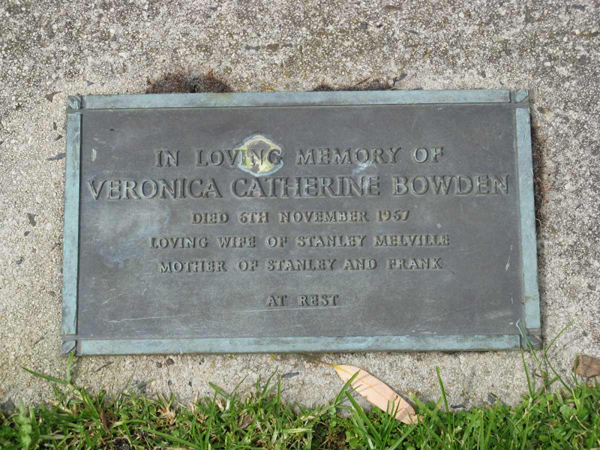 IN LOVING MEMORY OF
VERONICA CATHERINE BOWDEN
DIED 6TH NOVEMBER 1957
LOVING WIFE OF STANLEY MELVILLE
MOTHER OF STANLEY AND FRANK
AT REST